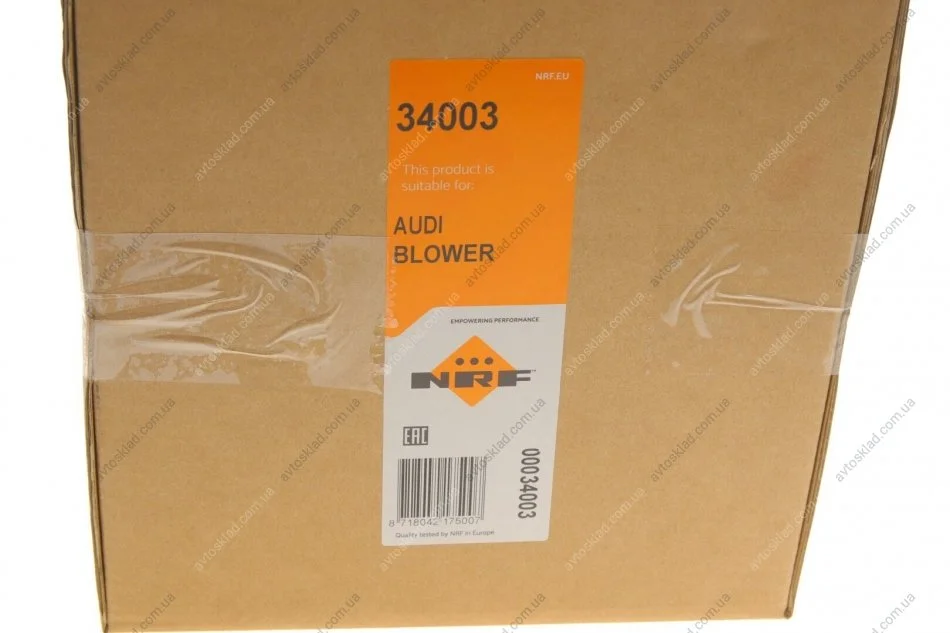 NRF.EU
34003
This product is
suitable for:
AUDI
BLOWER
EMPOWERING PERFORMANCE
NRF
EAC
00034003
8 718042 175007
Quality tested by NRF in Europe
avtosklad.com.ua